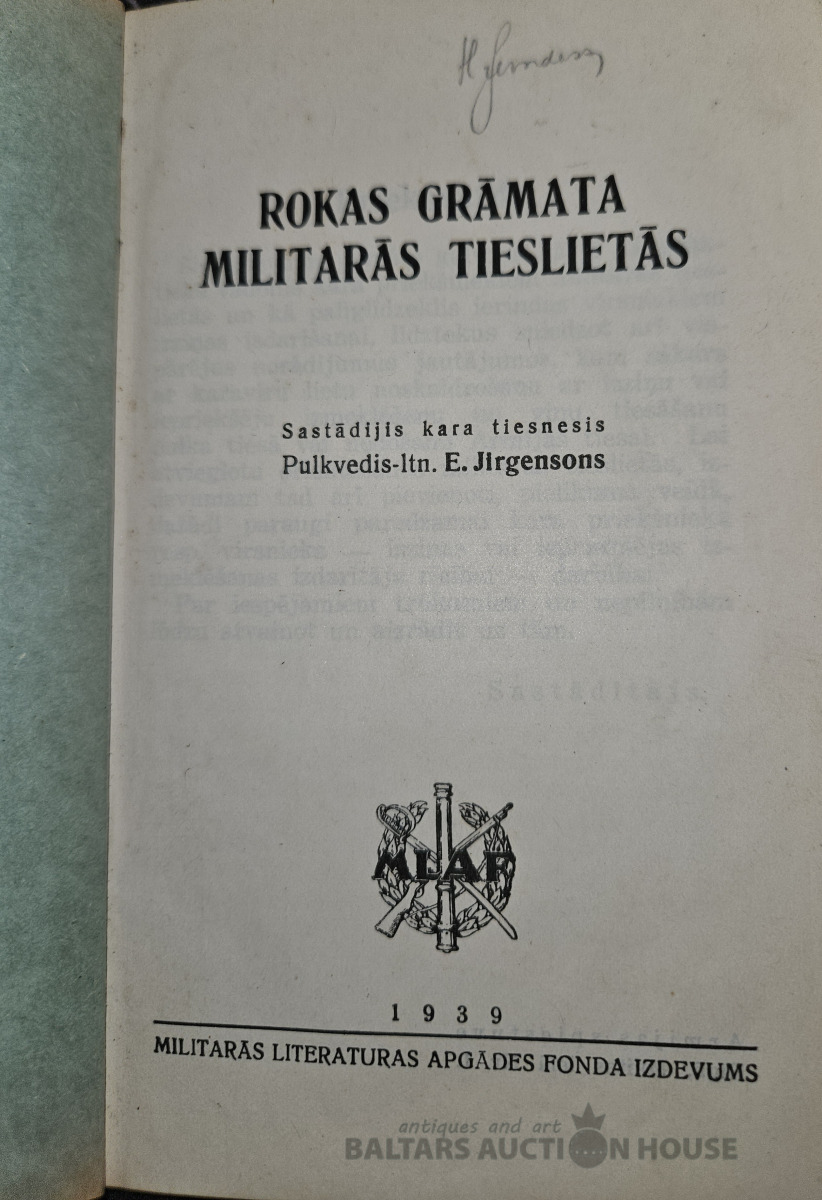 ROKAS GRĀMATA
MILITARĀS TIESLIETĀS
Sastādijis kara tiesnesis
Pulkvedis-ltn. E. Jirgensons
MLAF
1939
MILITARĀS LITERATURAS APGĀDES FONDA IZDEVUMS
antiques and art
BALTARS AUCTION HOUSE